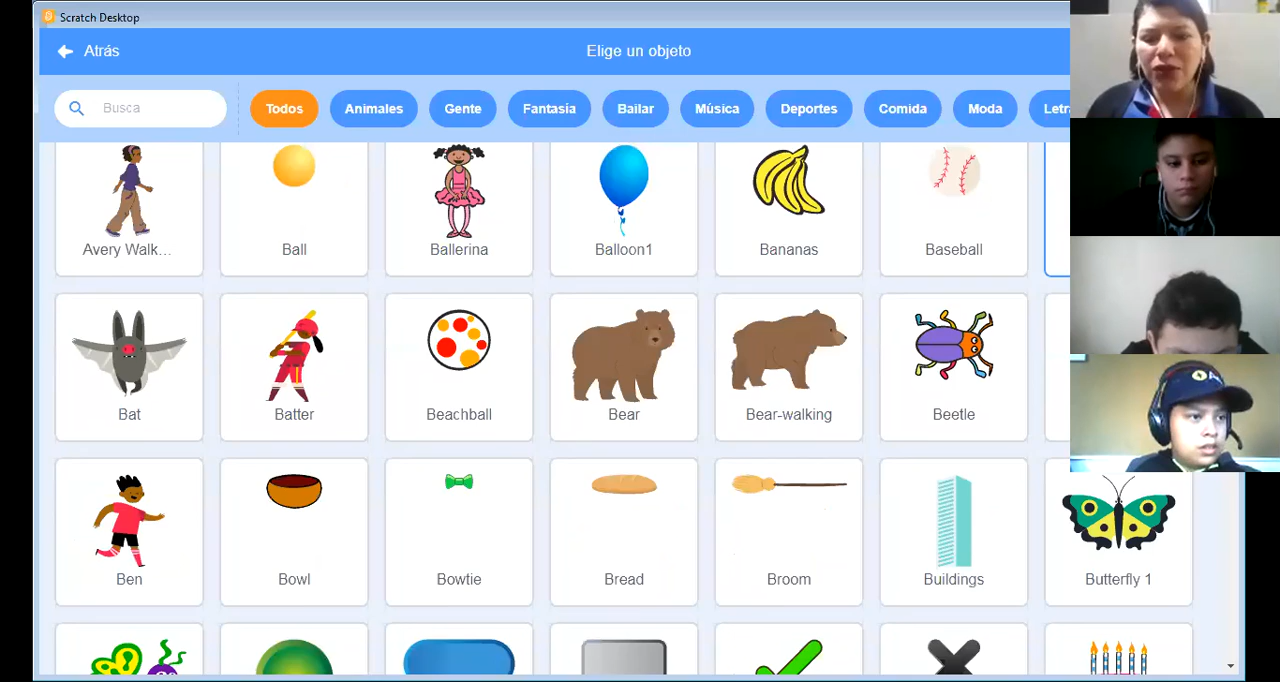 Scratch Desktop
Atrás
Elige un objeto
Busca
Todos
Animales
Gente
Fantasía
Bailar
Música
Deportes
Comida
Moda
Letr
Avery Walk...
Ball
Ballerina
Balloon1
Bananas
Baseball
Bat
Batter
Beachball
Bear
Bear-walking
Beetle
Ben
Bowl
Bowtie
Bread
Broom
Buildings
Butterfly 1